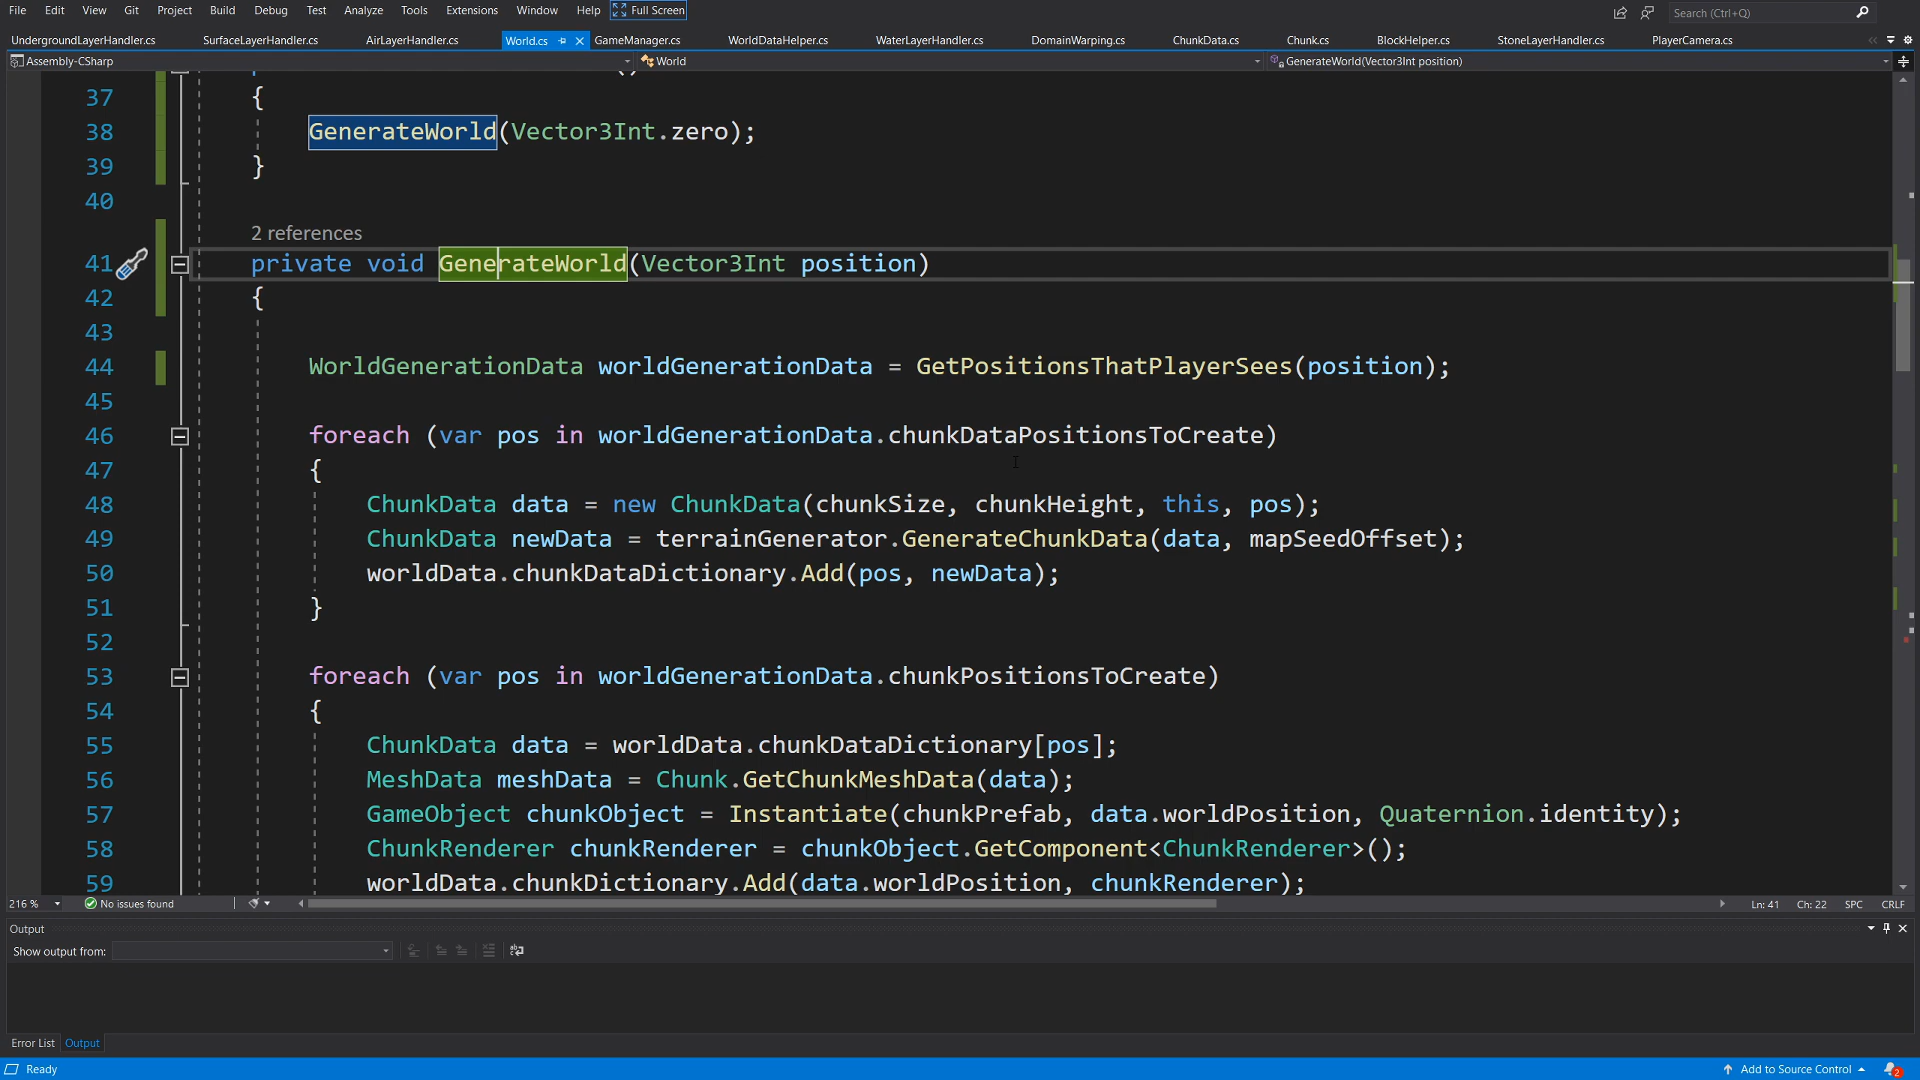 File Edit View Git Project Build Debug Test Analyze Tools Extensions Window Help Full Screen Search (Ctrl+Q)
UndergroundLayerHandler.cs SurfaceLayerHandler.cs AirLayerHandler.cs World.cs GameManager.cs WorldDataHelper.cs WaterLayerHandler.cs DomainWarping.cs ChunkData.cs Chunk.cs BlockHelper.cs StoneLayerHandler.cs PlayerCamera.cs
Assembly-CSharp World GenerateWorld(Vector3Int position)
37 {
38 GenerateWorld(Vector3Int.zero);
39 }
40
2 references
41 private void GenerateWorld(Vector3Int position)
42 {
43
44 WorldGenerationData worldGenerationData = GetPositionsThatPlayerSees(position);
45
46 foreach (var pos in worldGenerationData.chunkDataPositionsToCreate)
47 {
48 ChunkData data = new ChunkData(chunkSize, chunkHeight, this, pos);
49 ChunkData newData = terrainGenerator.GenerateChunkData(data, mapSeedOffset);
50 worldData.chunkDataDictionary.Add(pos, newData);
51 }
52
53 foreach (var pos in worldGenerationData.chunkPositionsToCreate)
54 {
55 ChunkData data = worldData.chunkDataDictionary[pos];
56 MeshData meshData = Chunk.GetChunkMeshData(data);
57 GameObject chunkObject = Instantiate(chunkPrefab, data.worldPosition, Quaternion.identity);
58 ChunkRenderer chunkRenderer = chunkObject.GetComponent<ChunkRenderer>();
59 worldData.chunkDictionary.Add(data.worldPosition, chunkRenderer);
216 % No issues found Ln: 41 Ch: 22 SPC CRLF
Output
Show output from:
Error List Output
Ready Add to Source Control 2